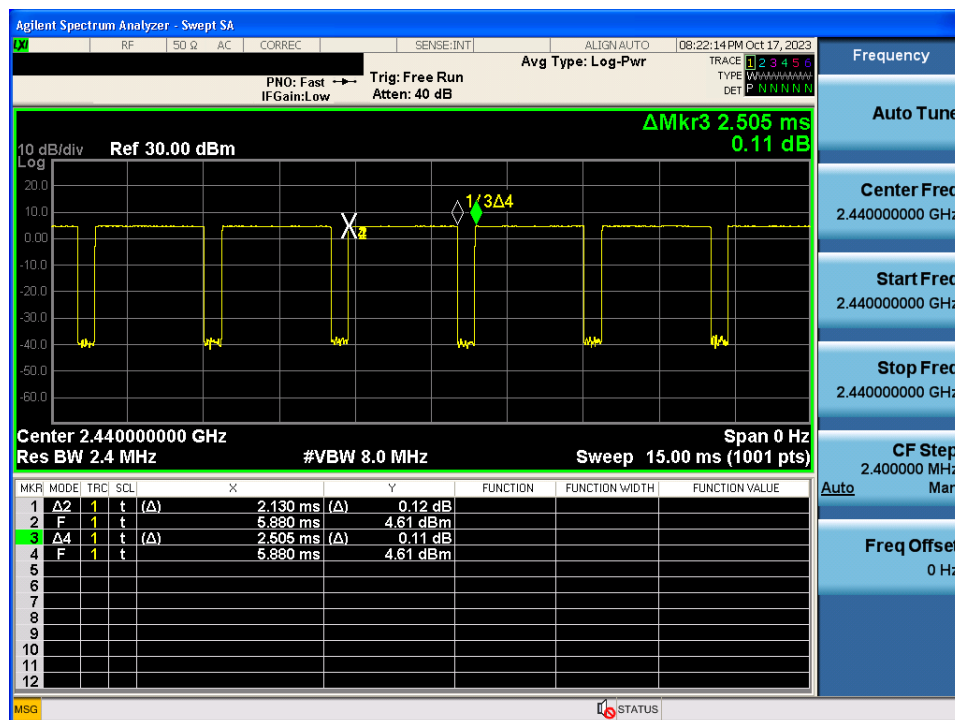 Agilent Spectrum Analyzer - Swept SA
LXI RF 50 Ω AC CORREC SENSE:INT ALIGN AUTO 08:22:14 PM Oct 17, 2023
Avg Type: Log-Pwr
TRACE 1 2 3 4 5 6
TYPE WWWWWWW
DET P N N N N N
PNO: Fast
IFGain:Low
Trig: Free Run
Atten: 40 dB
ΔMkr3 2.505 ms
0.11 dB
10 dB/div Ref 30.00 dBm
Log
20.0
10.0
0.00
-10.0
-20.0
-30.0
-40.0
-50.0
-60.0
1/3Δ4
2
Center 2.440000000 GHz Span 0 Hz
Res BW 2.4 MHz #VBW 8.0 MHz Sweep 15.00 ms (1001 pts)
MKR MODE TRC SCL X Y FUNCTION FUNCTION WIDTH FUNCTION VALUE
1 Δ2 1 t (Δ) 2.130 ms (Δ) 0.12 dB
2 F 1 t 5.880 ms 4.61 dBm
3 Δ4 1 t (Δ) 2.505 ms (Δ) 0.11 dB
4 F 1 t 5.880 ms 4.61 dBm
5
6
7
8
9
10
11
12
MSG STATUS
Frequency
Auto Tune
Center Freq
2.440000000 GHz
Start Freq
2.440000000 GHz
Stop Freq
2.440000000 GHz
CF Step
2.400000 MHz
Auto Man
Freq Offset
0 Hz